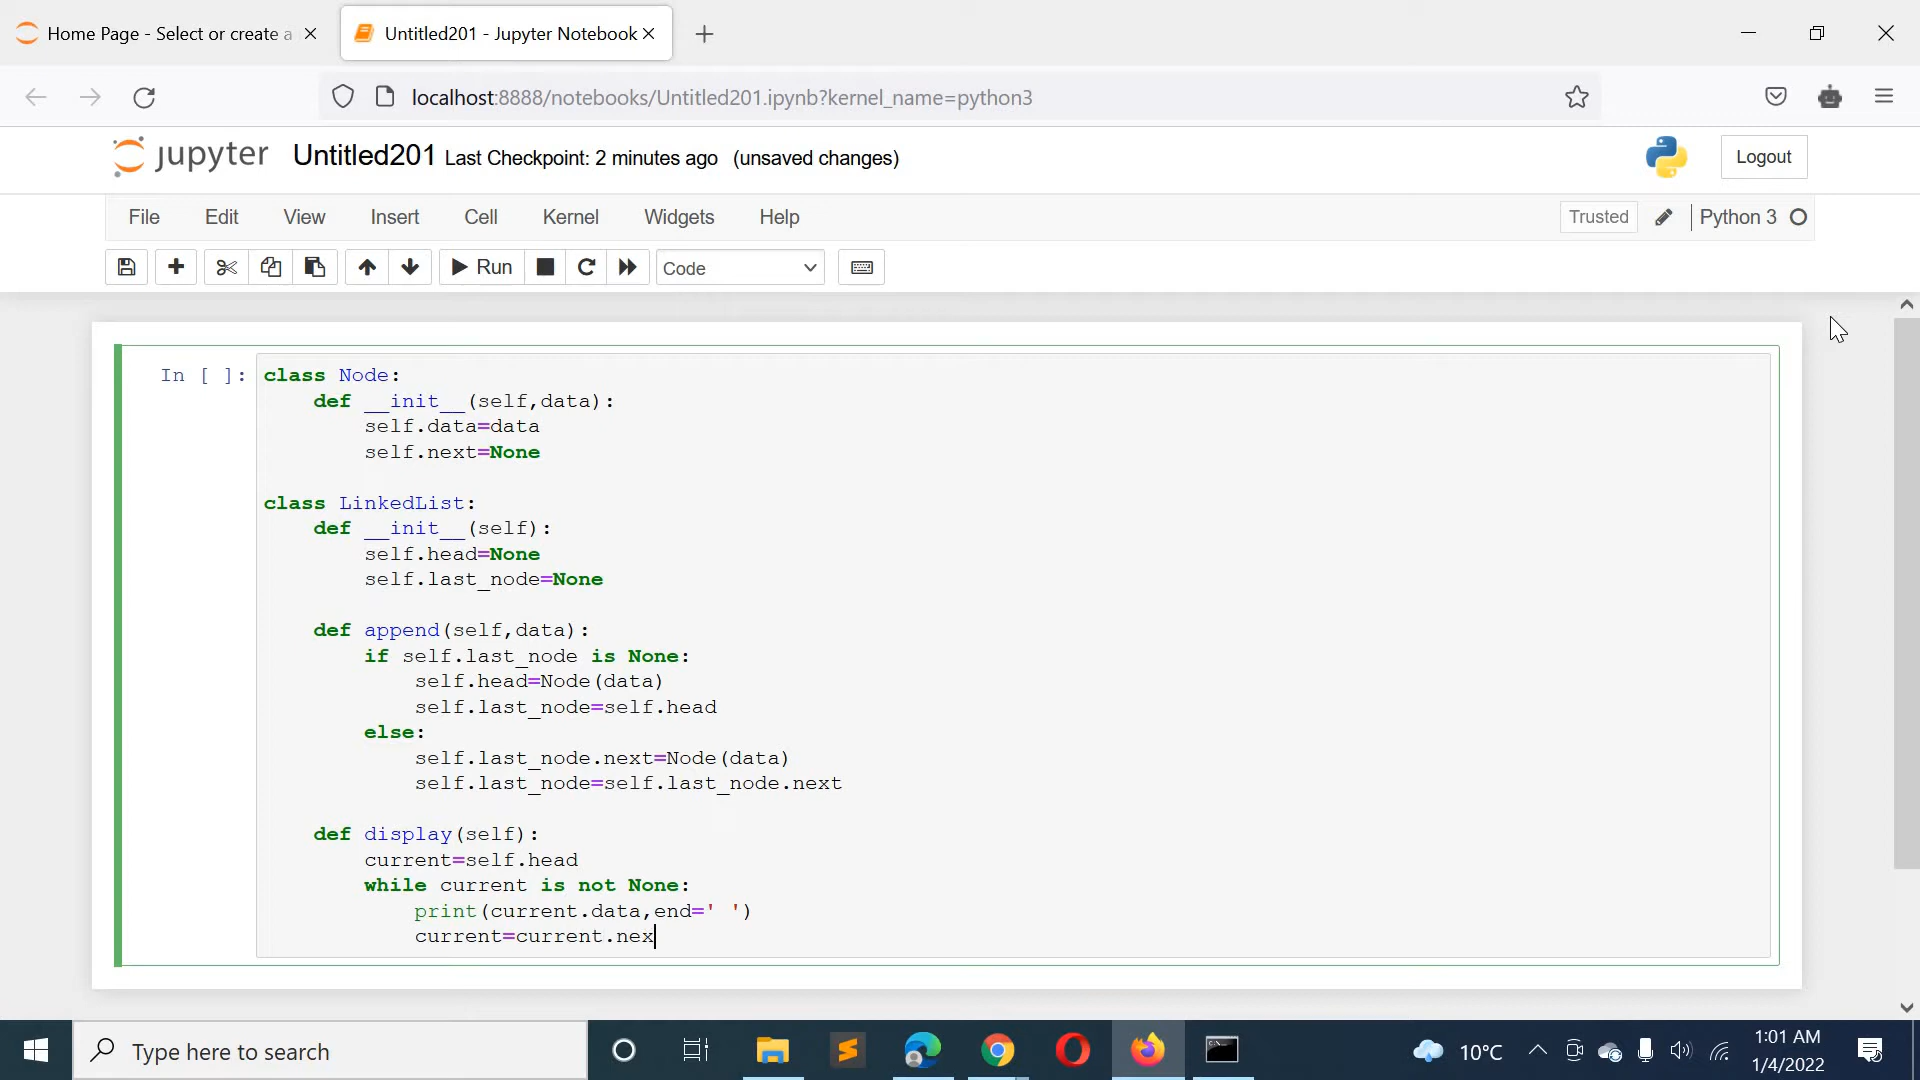 Home Page - Select or create a
Untitled201 - Jupyter Notebook
localhost:8888/notebooks/Untitled201.ipynb?kernel_name=python3
jupyter Untitled201 Last Checkpoint: 2 minutes ago (unsaved changes)
Logout
File Edit View Insert Cell Kernel Widgets Help
Trusted Python 3
Run Code
In [ ]: class Node:
    def __init__(self,data):
        self.data=data
        self.next=None
class LinkedList:
    def __init__(self):
        self.head=None
        self.last_node=None
    def append(self,data):
        if self.last_node is None:
            self.head=Node(data)
            self.last_node=self.head
        else:
            self.last_node.next=Node(data)
            self.last_node=self.last_node.next
    def display(self):
        current=self.head
        while current is not None:
            print(current.data,end=' ')
            current=current.nex
Type here to search
10°C
1:01 AM
1/4/2022